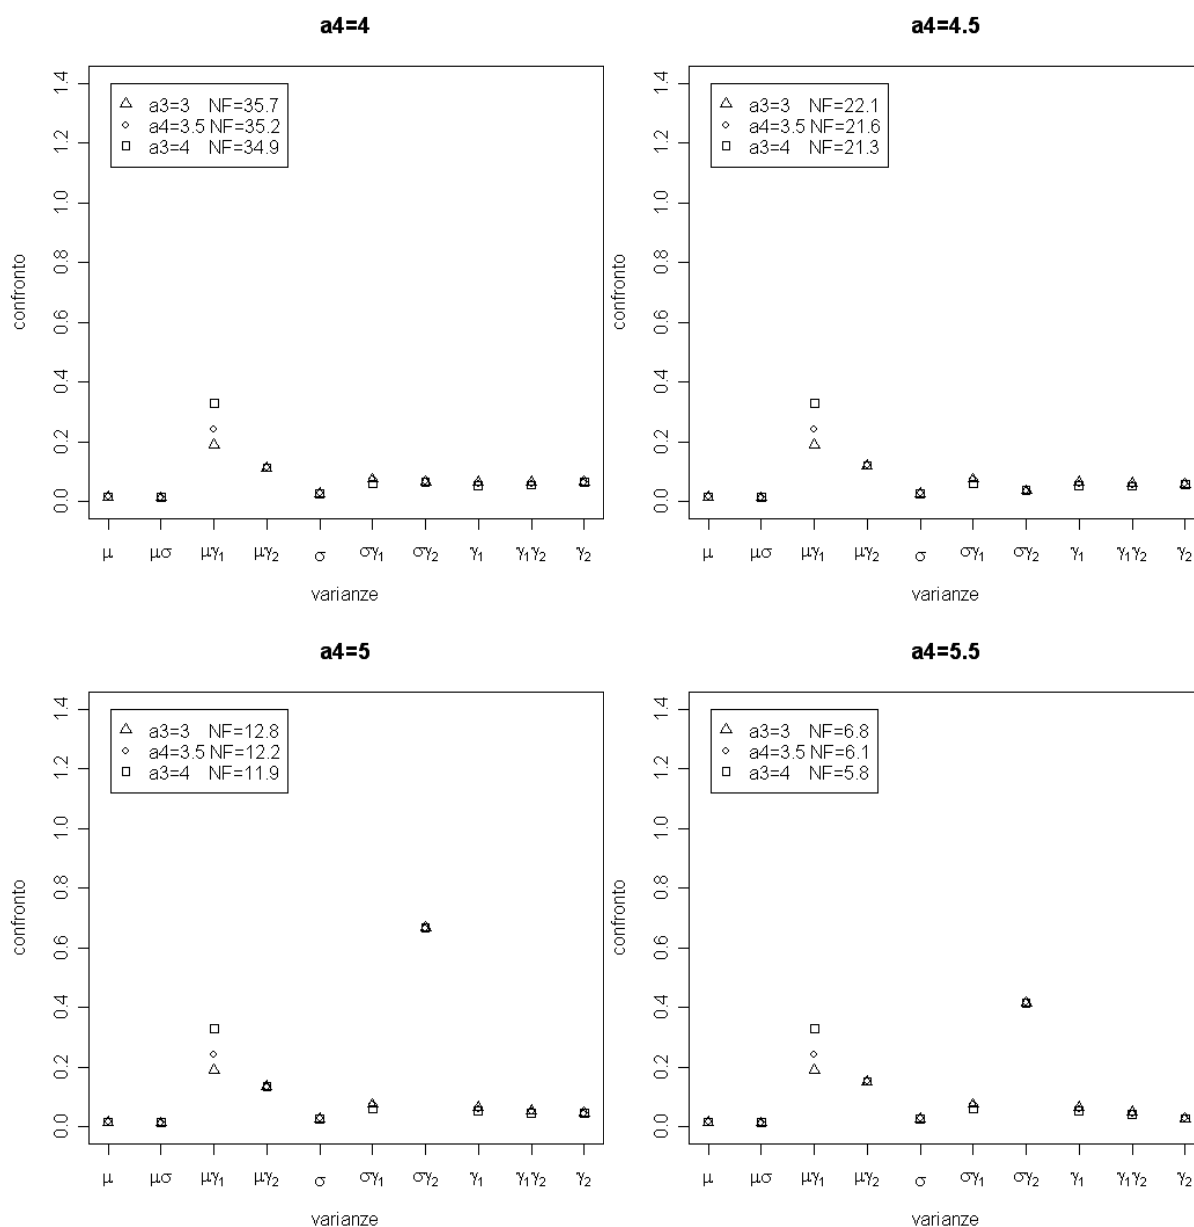 a4=4
a3=3 NF=35.7
a4=3.5 NF=35.2
a3=4 NF=34.9
1.4
1.2
1.0
0.8
0.6
0.4
0.2
0.0
confronto
μ μσ μγ₁ μγ₂ σ σγ₁ σγ₂ γ₁ γ₁γ₂ γ₂
varianze
a4=4.5
a3=3 NF=22.1
a4=3.5 NF=21.6
a3=4 NF=21.3
1.4
1.2
1.0
0.8
0.6
0.4
0.2
0.0
confronto
μ μσ μγ₁ μγ₂ σ σγ₁ σγ₂ γ₁ γ₁γ₂ γ₂
varianze
a4=5
a3=3 NF=12.8
a4=3.5 NF=12.2
a3=4 NF=11.9
1.4
1.2
1.0
0.8
0.6
0.4
0.2
0.0
confronto
μ μσ μγ₁ μγ₂ σ σγ₁ σγ₂ γ₁ γ₁γ₂ γ₂
varianze
a4=5.5
a3=3 NF=6.8
a4=3.5 NF=6.1
a3=4 NF=5.8
1.4
1.2
1.0
0.8
0.6
0.4
0.2
0.0
confronto
μ μσ μγ₁ μγ₂ σ σγ₁ σγ₂ γ₁ γ₁γ₂ γ₂
varianze